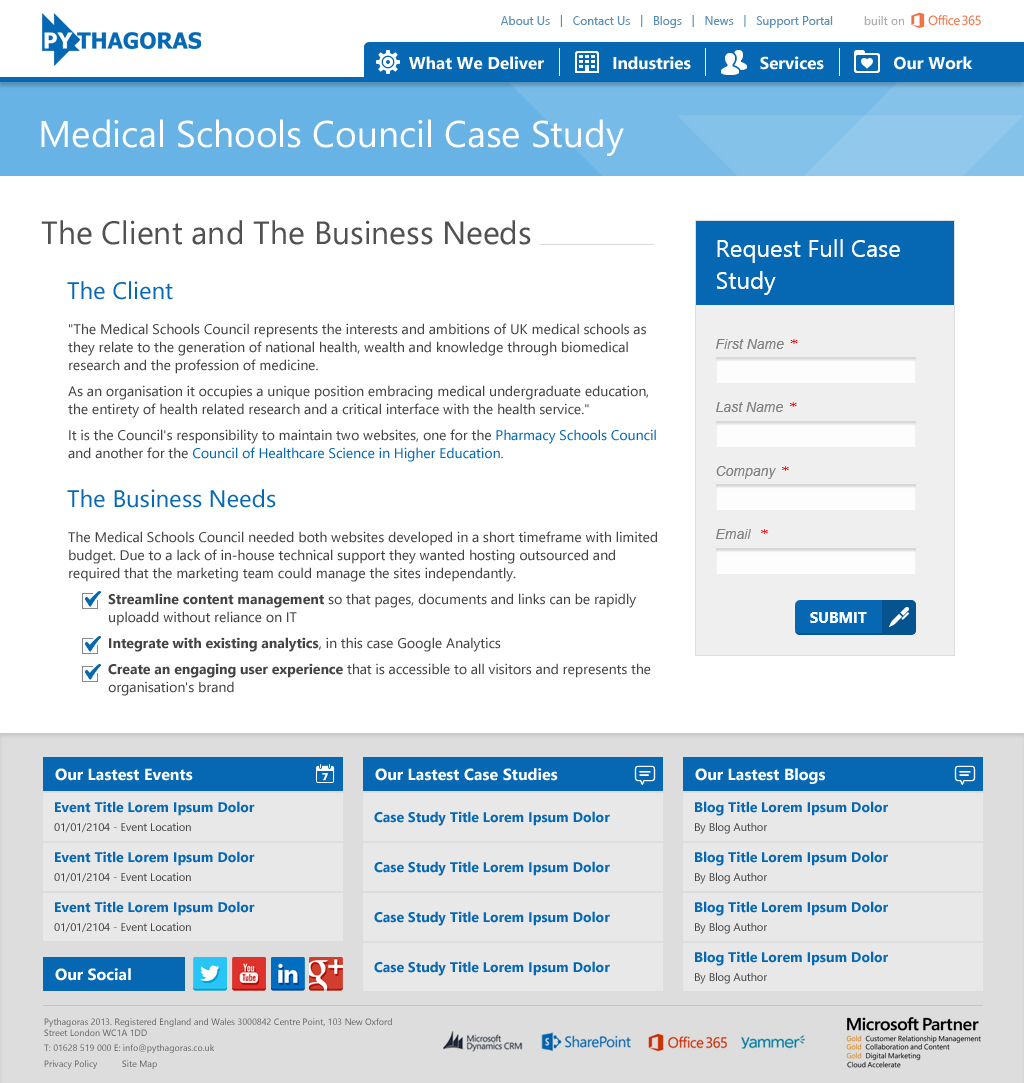 PYTHAGORAS
About Us | Contact Us | Blogs | News | Support Portal
built on Office 365
What We Deliver
Industries
Services
Our Work
Medical Schools Council Case Study
The Client and The Business Needs
The Client
"The Medical Schools Council represents the interests and ambitions of UK medical schools as
they relate to the generation of national health, wealth and knowledge through biomedical
research and the profession of medicine.
As an organisation it occupies a unique position embracing medical undergraduate education,
the entirety of health related research and a critical interface with the health service."
It is the Council's responsibility to maintain two websites, one for the Pharmacy Schools Council
and another for the Council of Healthcare Science in Higher Education.
The Business Needs
The Medical Schools Council needed both websites developed in a short timeframe with limited
budget. Due to a lack of in-house technical support they wanted hosting outsourced and
required that the marketing team could manage the sites independantly.
Streamline content management so that pages, documents and links can be rapidly
uploadd without reliance on IT
Integrate with existing analytics, in this case Google Analytics
Create an engaging user experience that is accessible to all visitors and represents the
organisation's brand
Request Full Case
Study
First Name *
Last Name *
Company *
Email *
SUBMIT
Our Lastest Events
7
Event Title Lorem Ipsum Dolor
01/01/2104 - Event Location
Event Title Lorem Ipsum Dolor
01/01/2104 - Event Location
Event Title Lorem Ipsum Dolor
01/01/2104 - Event Location
Our Social
You
Tube
in
g+
Our Lastest Case Studies
Case Study Title Lorem Ipsum Dolor
Case Study Title Lorem Ipsum Dolor
Case Study Title Lorem Ipsum Dolor
Case Study Title Lorem Ipsum Dolor
Our Lastest Blogs
Blog Title Lorem Ipsum Dolor
By Blog Author
Blog Title Lorem Ipsum Dolor
By Blog Author
Blog Title Lorem Ipsum Dolor
By Blog Author
Blog Title Lorem Ipsum Dolor
By Blog Author
Pythagoras 2013. Registered England and Wales 3000842 Centre Point, 103 New Oxford
Street London WC1A 1DD
T: 01628 519 000 E: info@pythagoras.co.uk
Privacy Policy Site Map
Microsoft
Dynamics CRM
SharePoint
Office 365
Yammer
Microsoft Partner
Gold Customer Relationship Management
Gold Collaboration and Content
Gold Digital Marketing
Cloud Accelerate